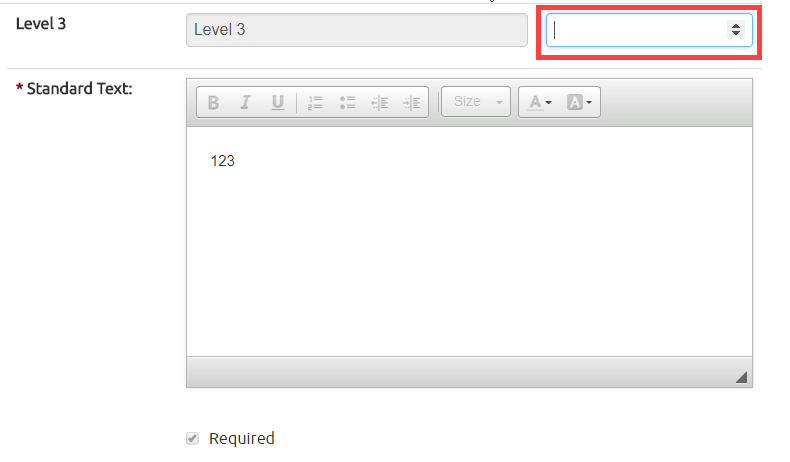 Level 3 Level 3
* Standard Text:
B I U Size A A
123
Required